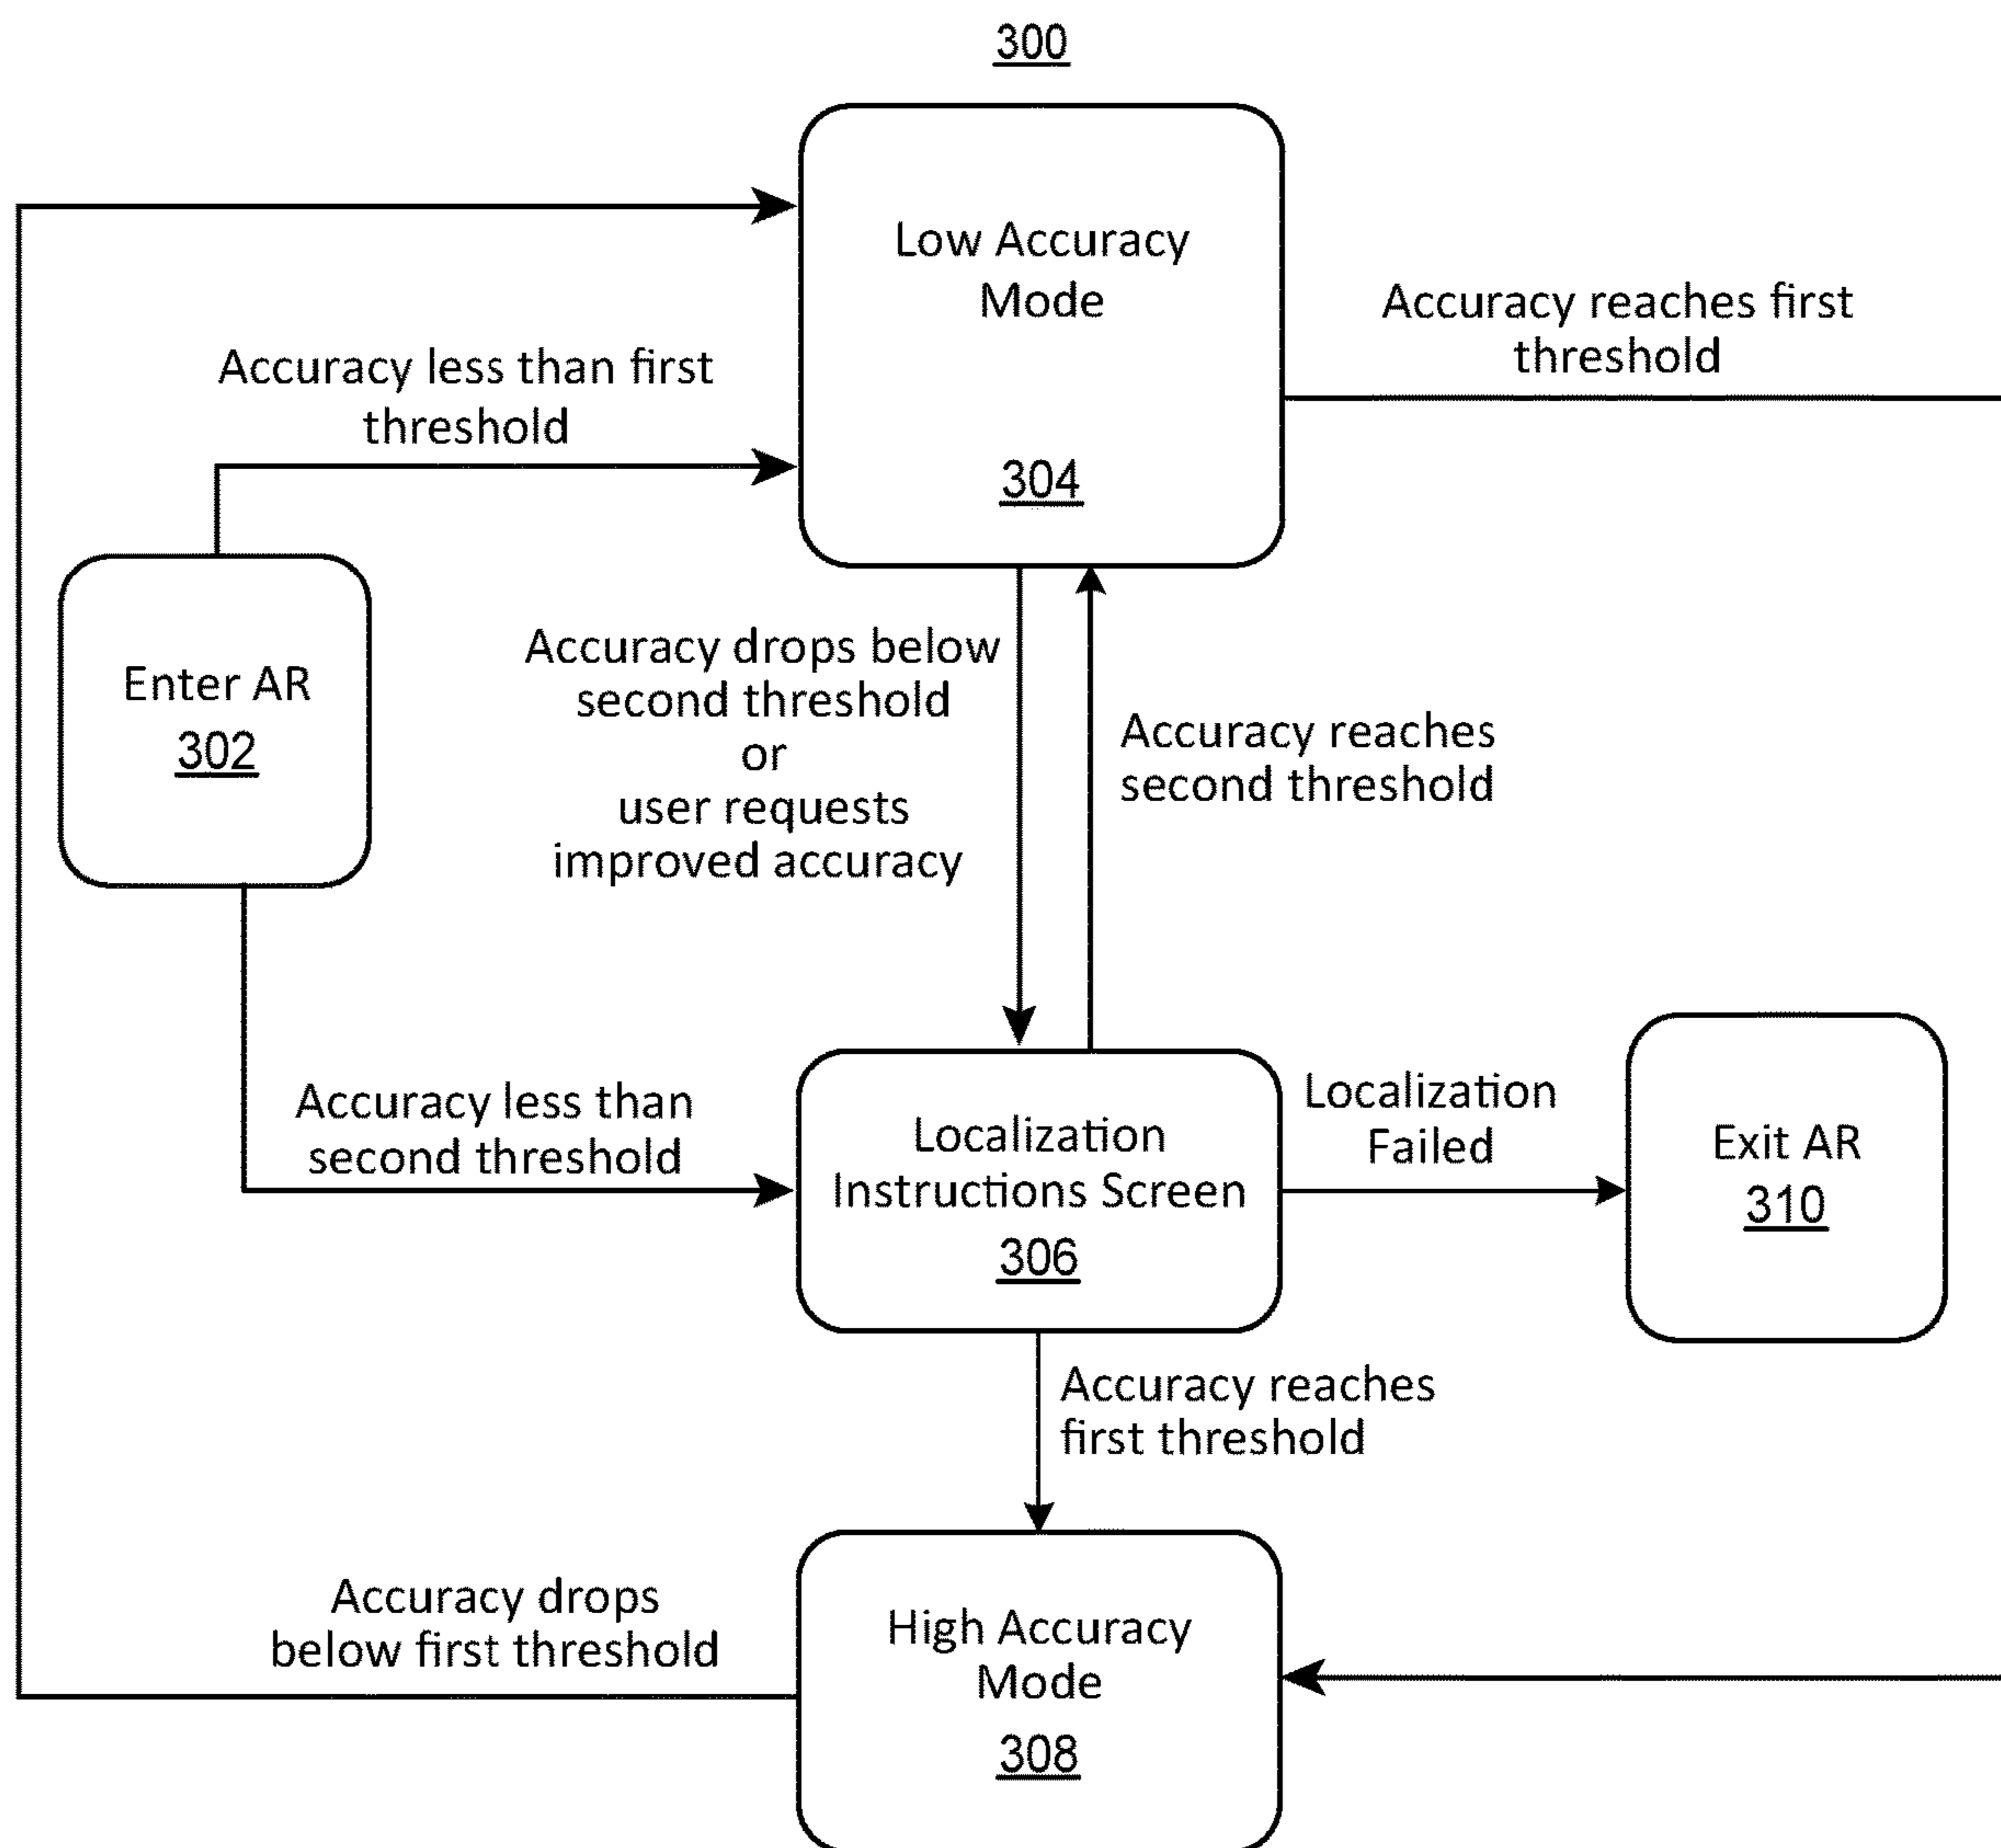 300
Low Accuracy
Mode
304
Accuracy reaches first
threshold
Accuracy less than first
threshold
Enter AR
302
Accuracy drops below
second threshold
or
user requests
improved accuracy
Accuracy reaches
second threshold
Accuracy less than
second threshold
Localization
Instructions Screen
306
Localization
Failed
Exit AR
310
Accuracy reaches
first threshold
Accuracy drops
below first threshold
High Accuracy
Mode
308